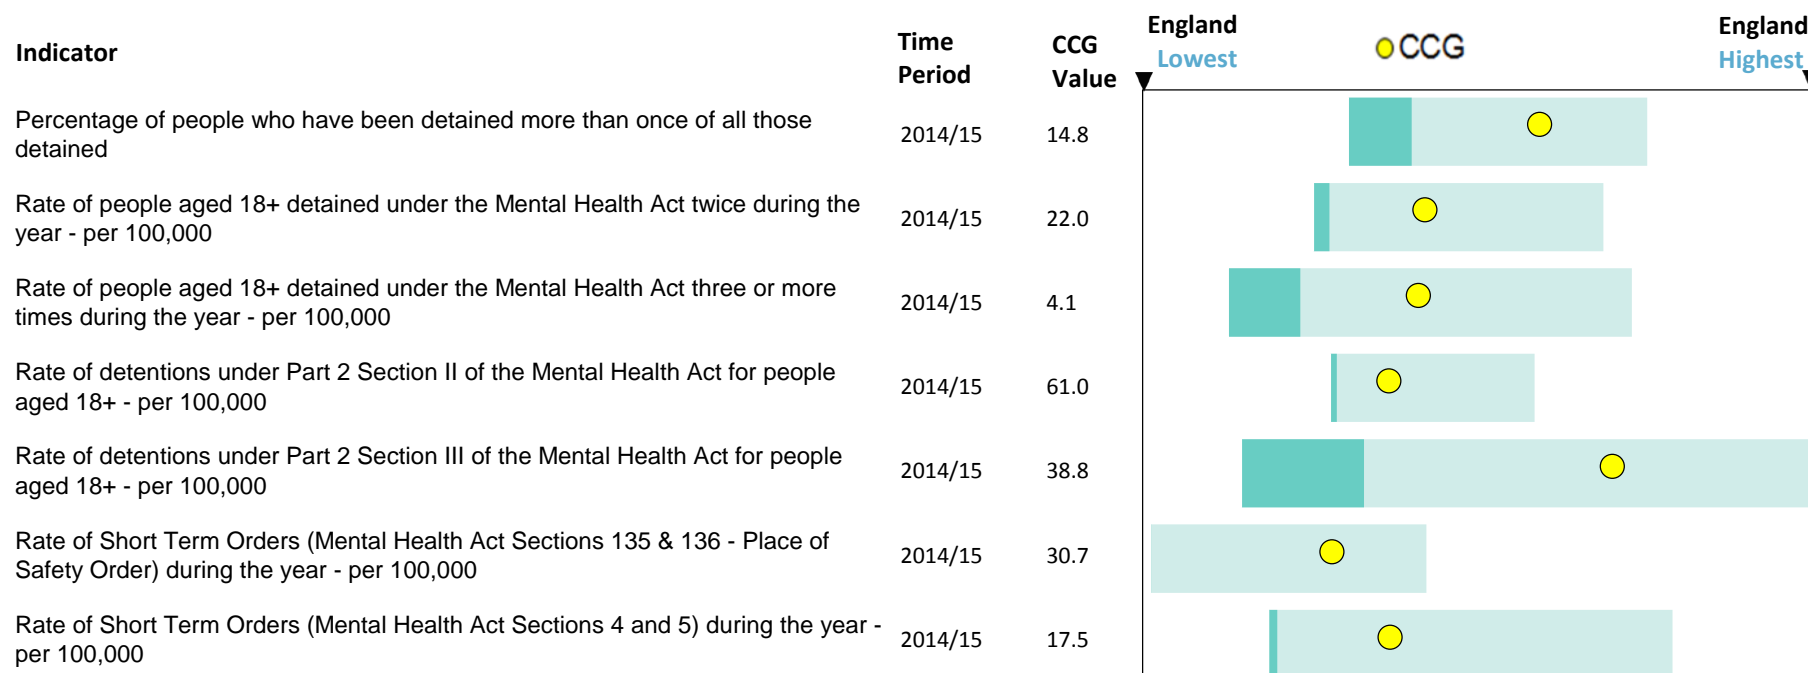 Indicator
Time
Period
CCG
Value
England
Lowest
CCG
England
Highest
Percentage of people who have been detained more than once of all those
detained
2014/15
14.8
Rate of people aged 18+ detained under the Mental Health Act twice during the
year - per 100,000
2014/15
22.0
Rate of people aged 18+ detained under the Mental Health Act three or more
times during the year - per 100,000
2014/15
4.1
Rate of detentions under Part 2 Section II of the Mental Health Act for people
aged 18+ - per 100,000
2014/15
61.0
Rate of detentions under Part 2 Section III of the Mental Health Act for people
aged 18+ - per 100,000
2014/15
38.8
Rate of Short Term Orders (Mental Health Act Sections 135 & 136 - Place of
Safety Order) during the year - per 100,000
2014/15
30.7
Rate of Short Term Orders (Mental Health Act Sections 4 and 5) during the year -
per 100,000
2014/15
17.5